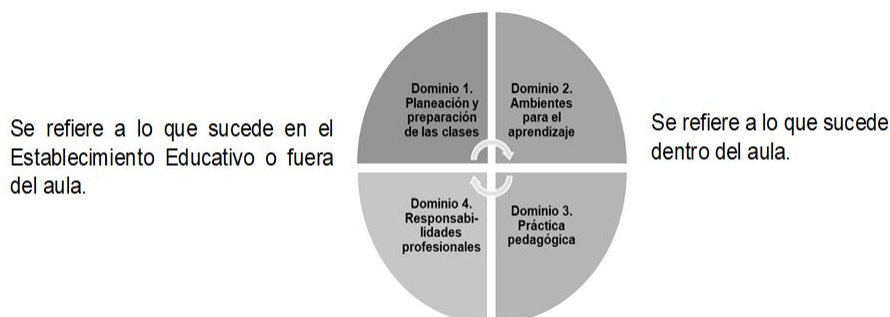 Se refiere a lo que sucede en el
Establecimiento Educativo o fuera
del aula.
Dominio 1.
Planeación y
preparación
de las clases
Dominio 2.
Ambientes
para el
aprendizaje
Dominio 4.
Responsabi-
lidades
profesionales
Dominio 3.
Práctica
pedagógica
Se refiere a lo que sucede
dentro del aula.